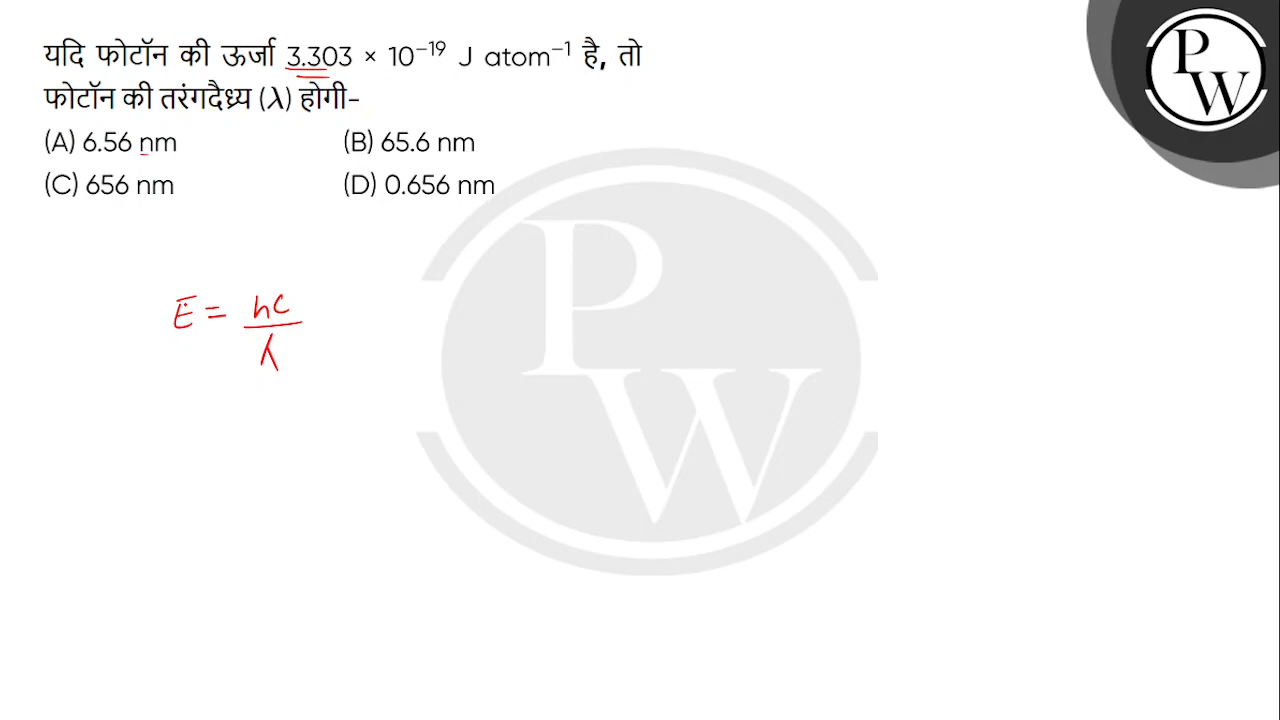 यदि फोटॉन की ऊर्जा 3.303 × 10⁻¹⁹ J atom⁻¹ है, तो
फोटॉन की तरंगदैध्र्य (λ) होगी-
(A) 6.56 nm (B) 65.6 nm
(C) 656 nm (D) 0.656 nm
E = hc
λ
PW
PW